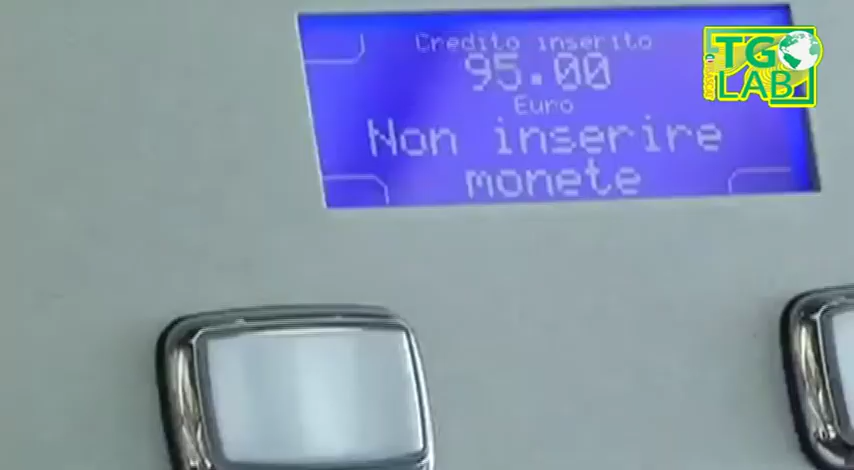 Credito inserito
95.00
Euro
Non inserire
monete
TG
LAB